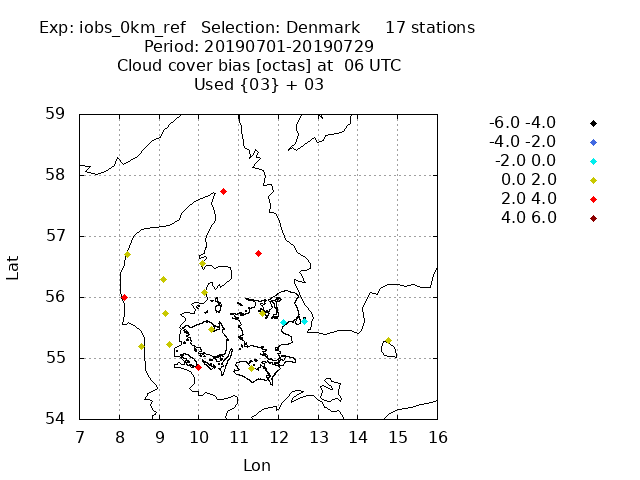 Exp: iobs_0km_ref   Selection: Denmark     17 stations
Period: 20190701-20190729
Cloud cover bias [octas] at  06 UTC
Used {03} + 03
-6.0 -4.0
-4.0 -2.0
-2.0 0.0
0.0 2.0
2.0 4.0
4.0 6.0
59
58
57
56
55
54
Lat
7 8 9 10 11 12 13 14 15 16
Lon